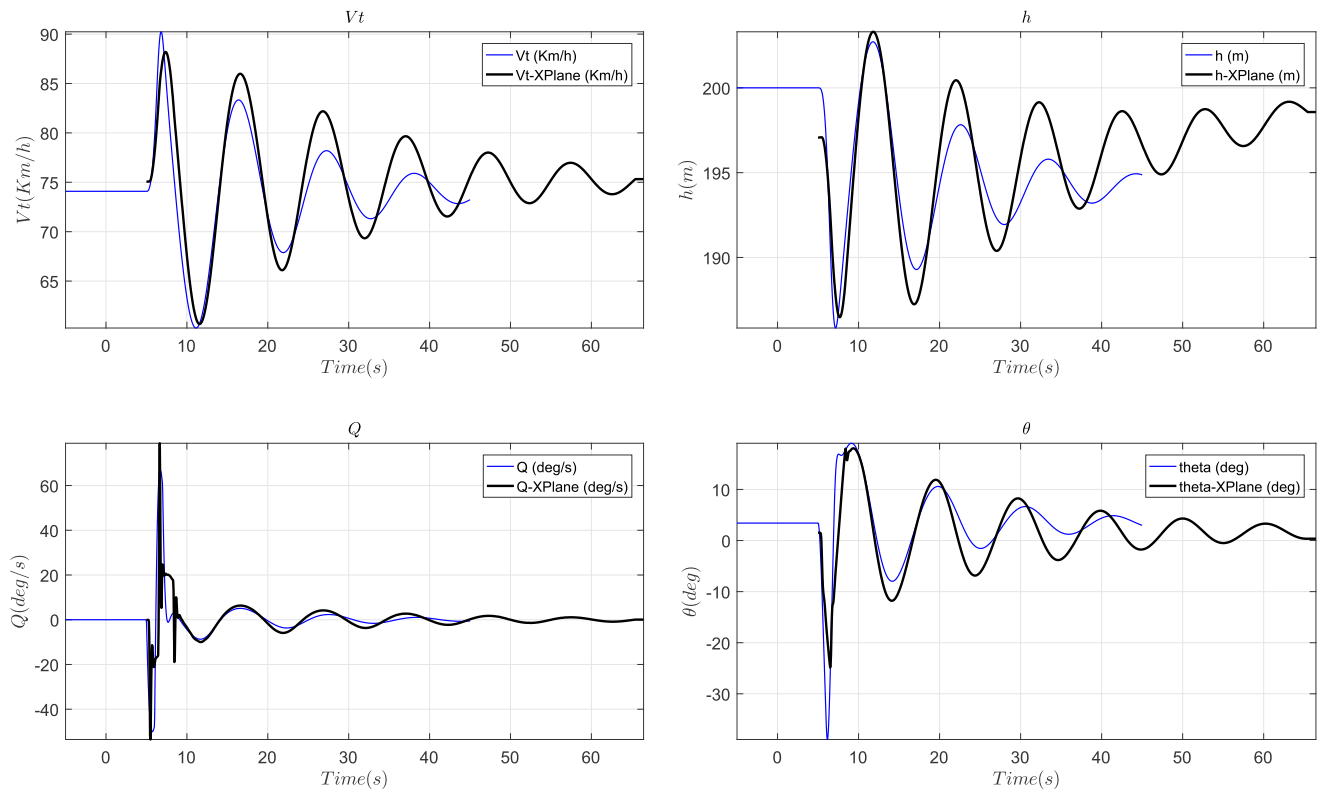 Vt
90
85
80
75
70
65
Vt(Km/h)
Vt (Km/h)
Vt-XPlane (Km/h)
0 10 20 30 40 50 60
Time(s)
h
200
195
190
h(m)
h (m)
h-XPlane (m)
0 10 20 30 40 50 60
Time(s)
Q
60
40
20
0
-20
-40
Q(deg/s)
Q (deg/s)
Q-XPlane (deg/s)
0 10 20 30 40 50 60
Time(s)
θ
10
0
-10
-20
-30
θ(deg)
theta (deg)
theta-XPlane (deg)
0 10 20 30 40 50 60
Time(s)